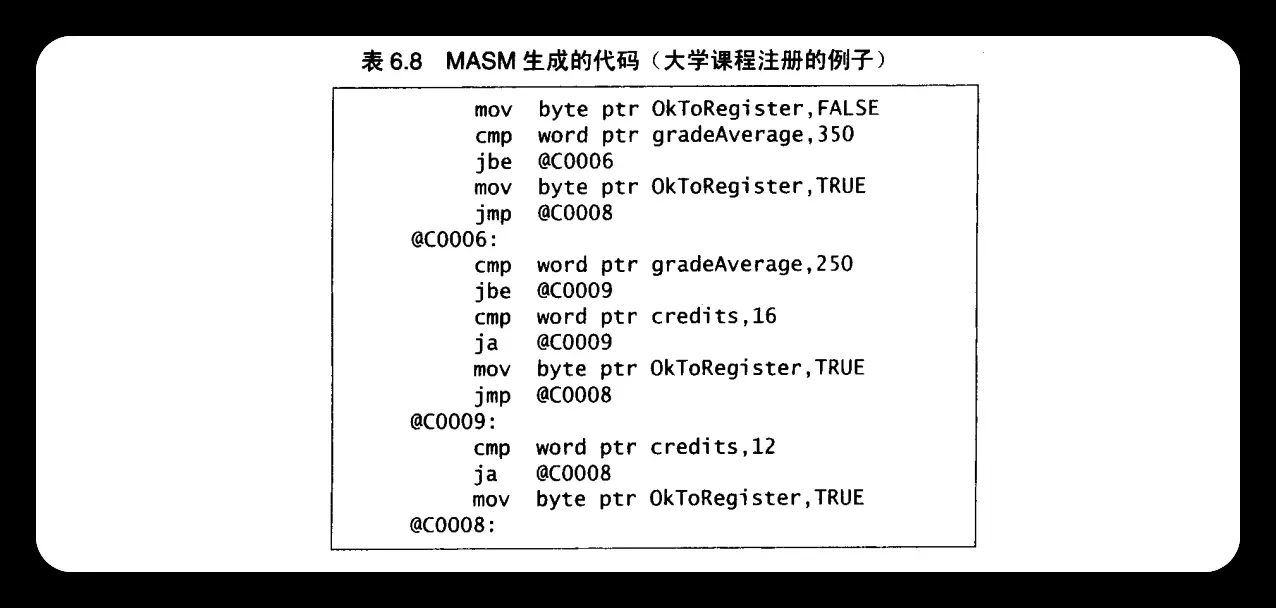 表 6.8 MASM 生成的代码（大学课程注册的例子）
mov byte ptr OkToRegister,FALSE
cmp word ptr gradeAverage,350
jbe @C0006
mov byte ptr OkToRegister,TRUE
jmp @C0008
@C0006:
cmp word ptr gradeAverage,250
jbe @C0009
cmp word ptr credits,16
ja @C0009
mov byte ptr OkToRegister,TRUE
jmp @C0008
@C0009:
cmp word ptr credits,12
ja @C0008
mov byte ptr OkToRegister,TRUE
@C0008: